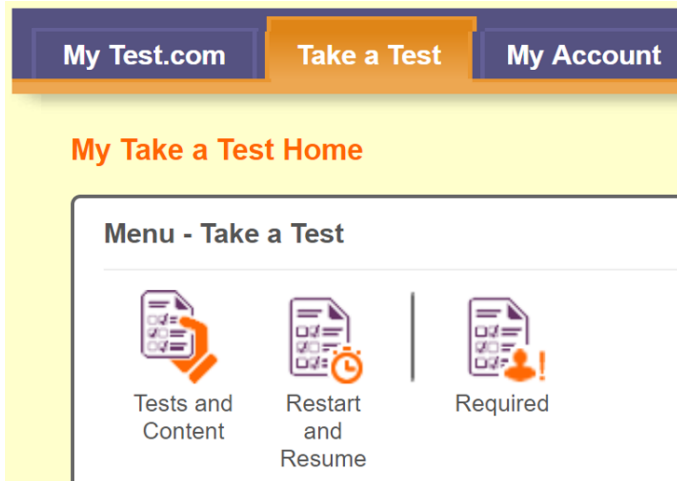 My Test.com Take a Test My Account
My Take a Test Home
Menu - Take a Test
Tests and
Content
Restart
and
Resume
Required